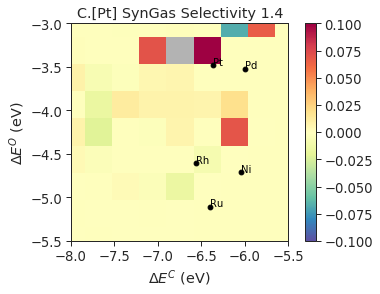 C.[Pt] SynGas Selectivity 1.4
−3.0
−3.5
−4.0
−4.5
−5.0
−5.5
ΔE^O (eV)
Pt
Pd
Rh
Ni
Ru
−8.0 −7.5 −7.0 −6.5 −6.0 −5.5
ΔE^C (eV)
0.100
0.075
0.050
0.025
0.000
−0.025
−0.050
−0.075
−0.100